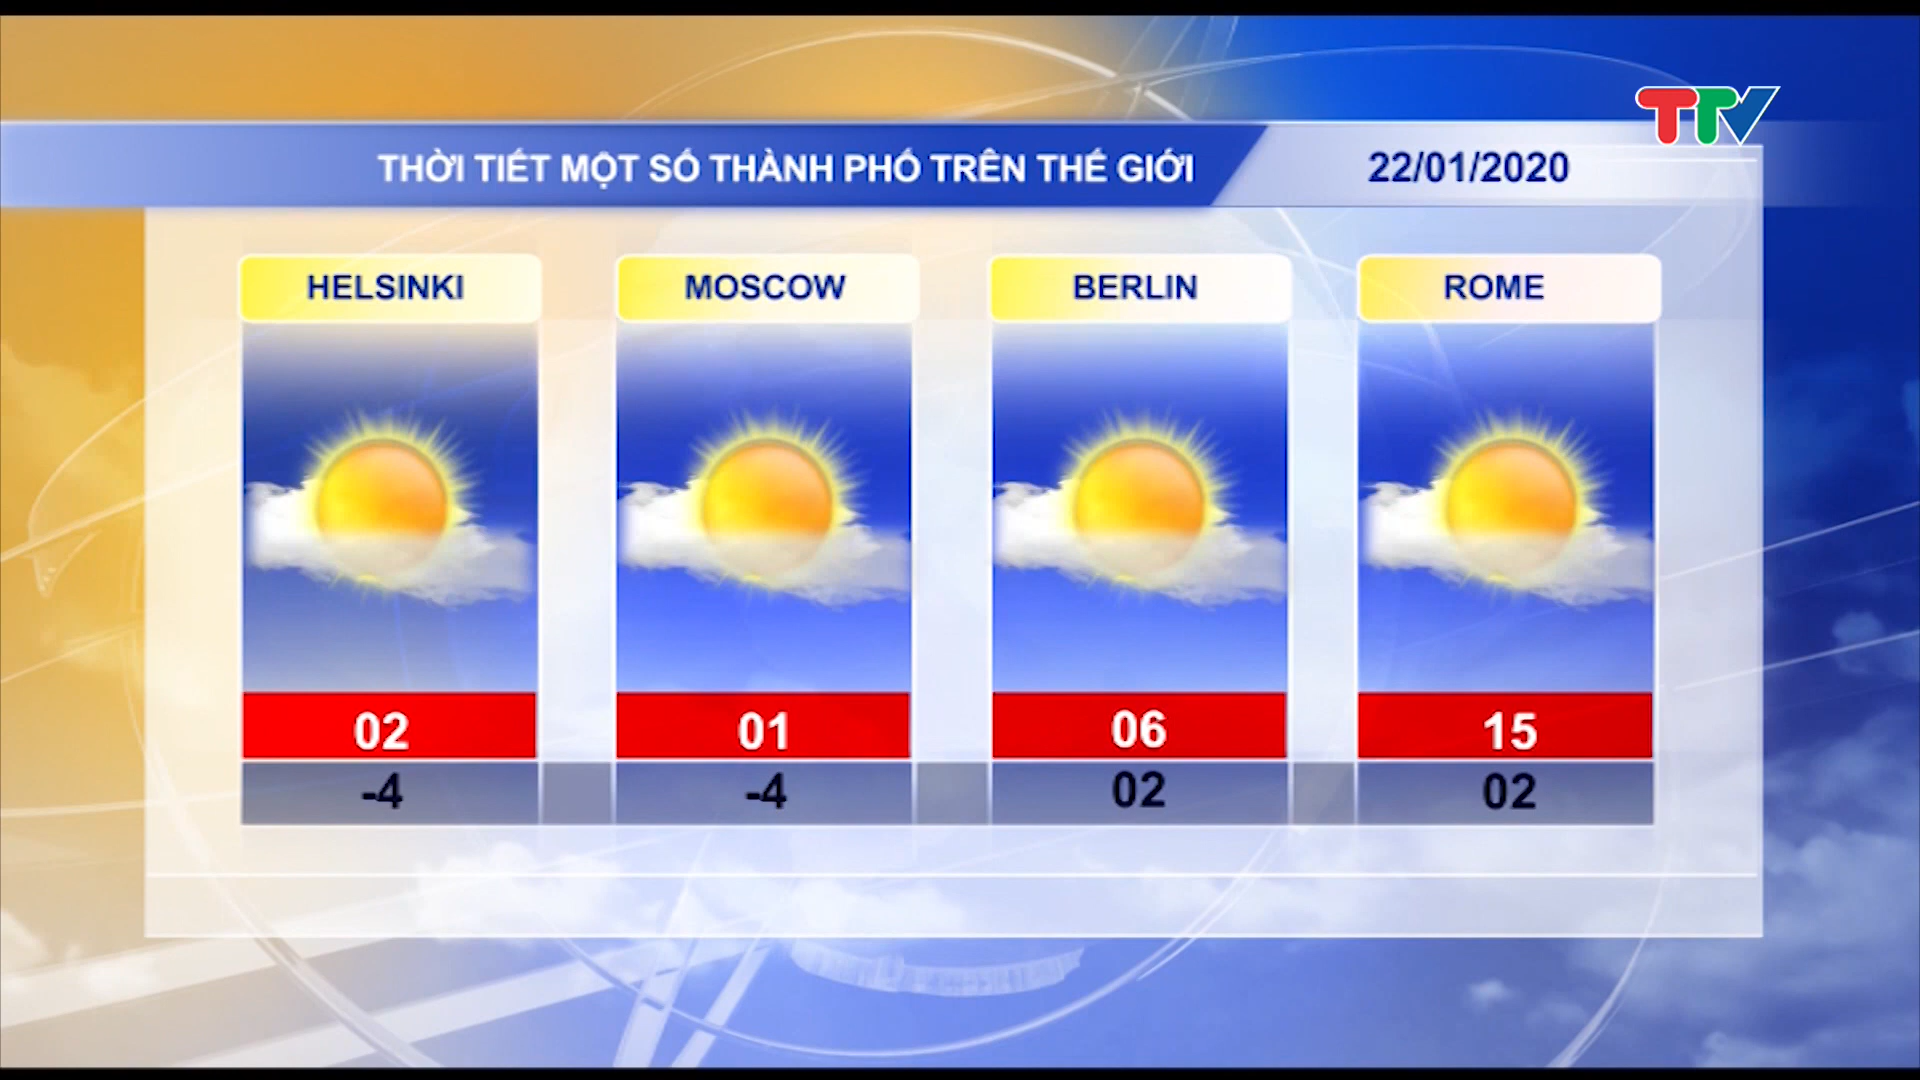 TTV
THỜI TIẾT MỘT SỐ THÀNH PHỐ TRÊN THẾ GIỚI 22/01/2020
HELSINKI MOSCOW BERLIN ROME
02 01 06 15
-4 -4 02 02